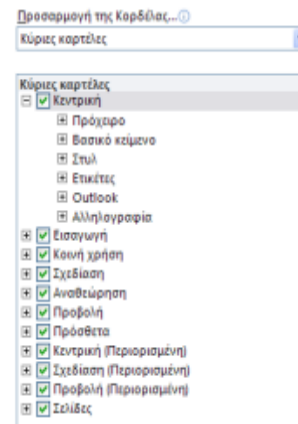 Προσαρμογή της Κορδέλας...
Κύριες καρτέλες
Κύριες καρτέλες
Κεντρική
Πρόχειρο
Βασικό κείμενο
Στυλ
Ετικέτες
Outlook
Αλληλογραφία
Εισαγωγή
Κοινή χρήση
Σχεδίαση
Αναθεώρηση
Προβολή
Πρόσθετα
Κεντρική (Περιορισμένη)
Σχεδίαση (Περιορισμένη)
Προβολή (Περιορισμένη)
Σελίδες